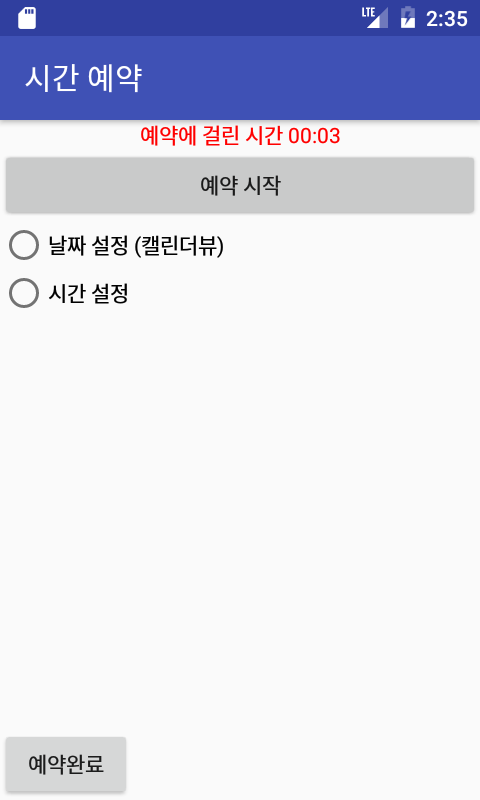 LTE 2:35
시간 예약
예약에 걸린 시간 00:03
예약 시작
날짜 설정 (캘린더뷰)
시간 설정
예약완료